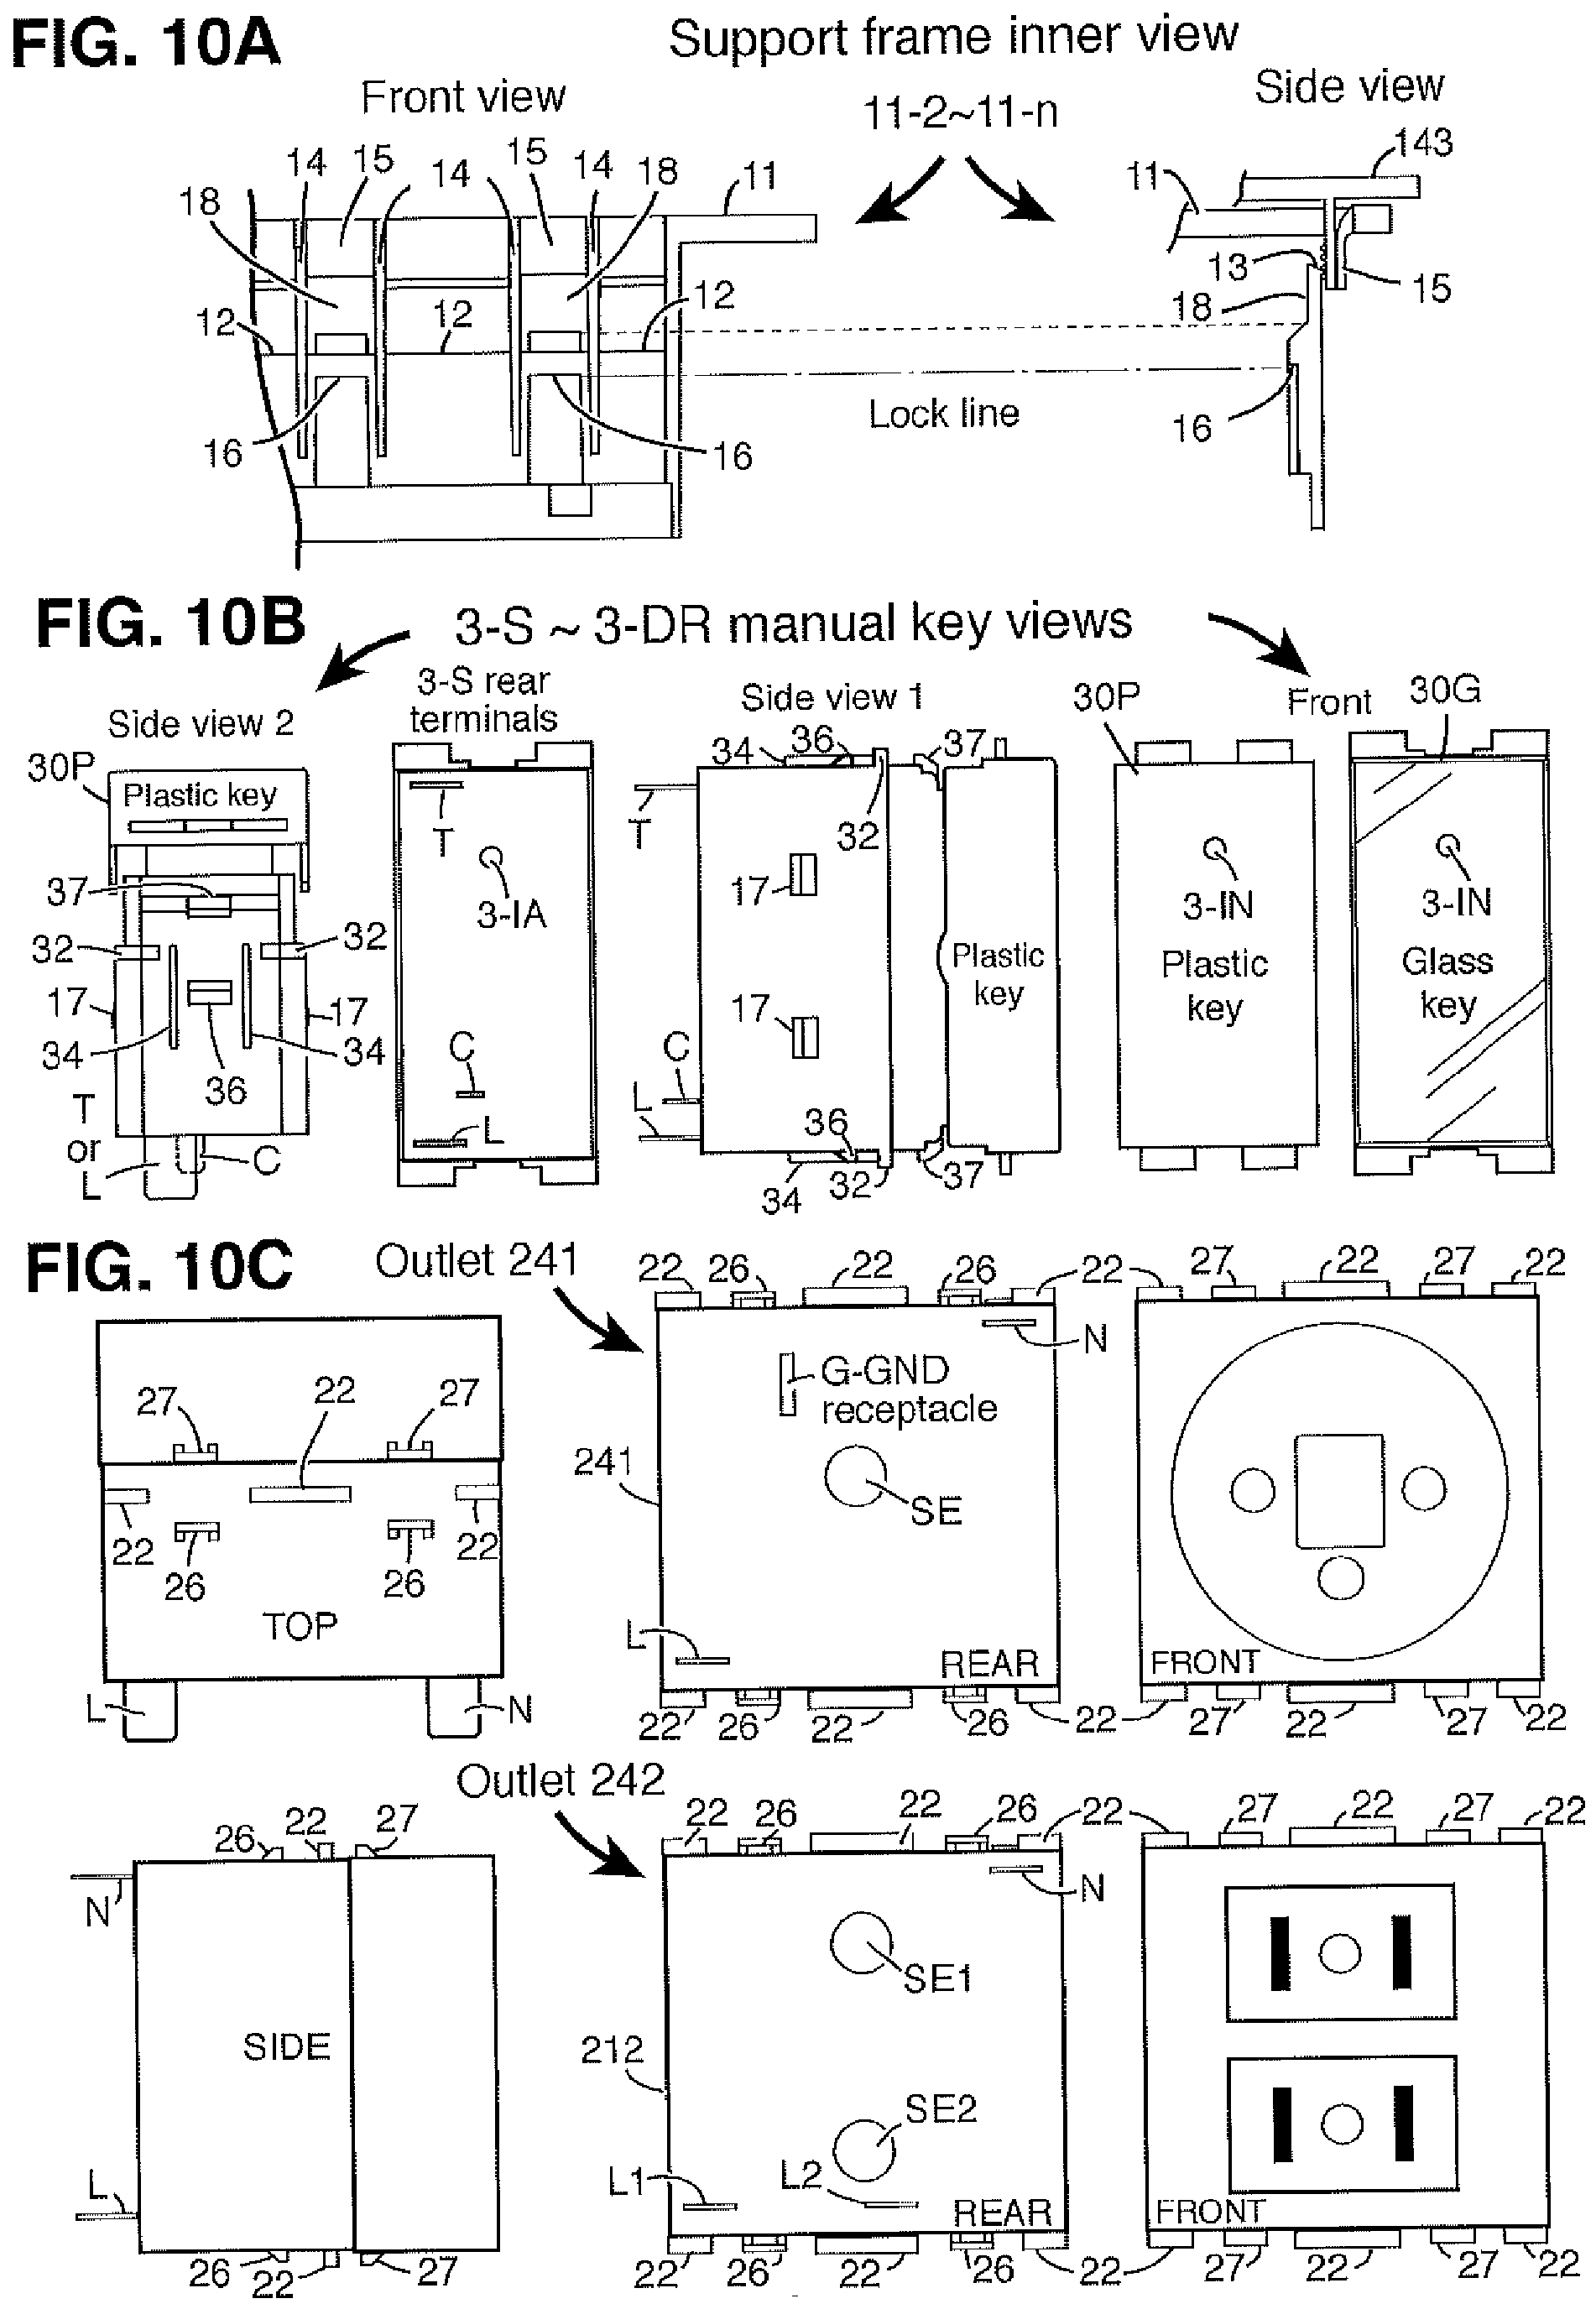 FIG. 10A
Support frame inner view
Front view
11-2~11-n
Side view
14 15 14 15 14 18 11
18
12 12 12
16 16
Lock line
143
11
13
18 15
16
FIG. 10B
3-S ~ 3-DR manual key views
Side view 2
30P
Plastic key
37
32 32
17 17
34 34
36
T
or
L
C
3-S rear
terminals
T
3-IA
C
L
Side view 1
34 36 37
T
32
17
17
Plastic
key
C
L
36
34 32 37
30P
Front
30G
3-IN
Plastic
key
3-IN
Glass
key
FIG. 10C
Outlet 241
27 22 27
22 22
26 26
TOP
L N
22 26 22 26 22 27 22 27 22
N
G-GND
receptacle
241
SE
L
REAR
FRONT
22 26 22 26 22 27 22 27 22
Outlet 242
26 22 27
N
SIDE
L
26 22 27
22 26 22 26 22 27 22 27 22
N
SE1
212
SE2
L1 L2
REAR
FRONT
22 26 22 26 22 27 22 27 22